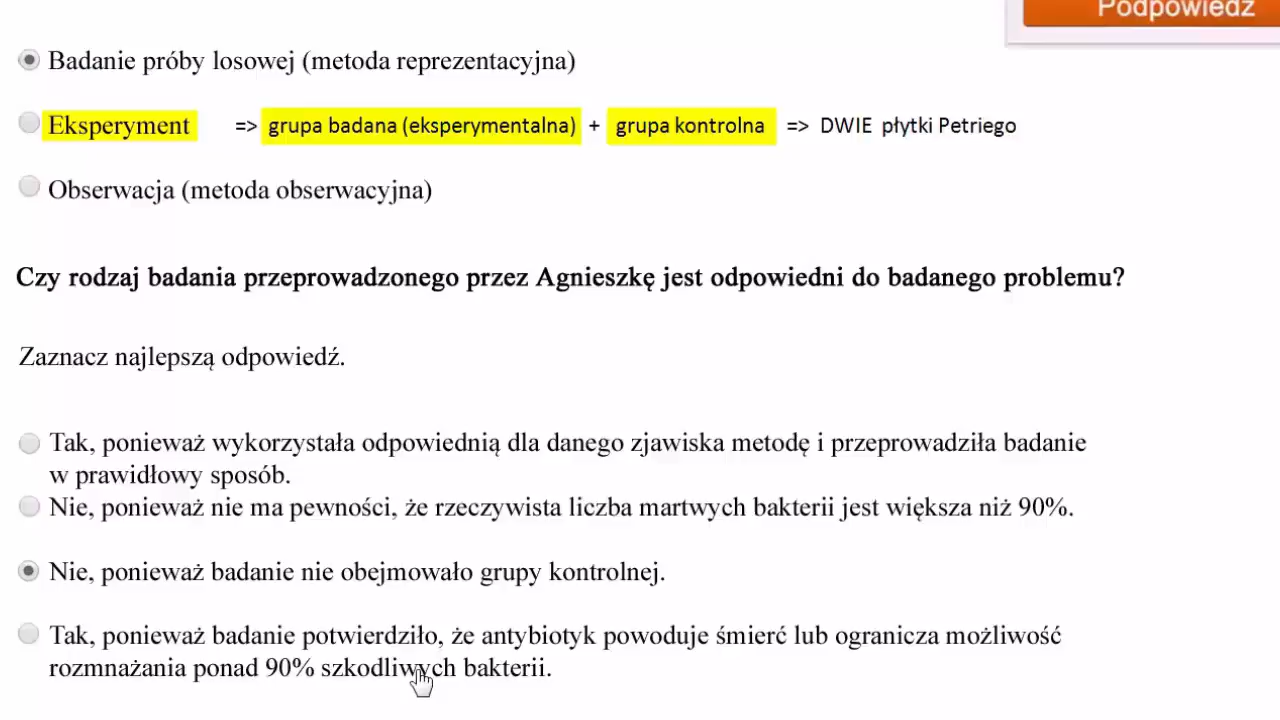 Podpowiedź
Badanie próby losowej (metoda reprezentacyjna)
Eksperyment => grupa badana (eksperymentalna) + grupa kontrolna => DWIE płytki Petriego
Obserwacja (metoda obserwacyjna)
Czy rodzaj badania przeprowadzonego przez Agnieszkę jest odpowiedni do badanego problemu?
Zaznacz najlepszą odpowiedź.
Tak, ponieważ wykorzystała odpowiednią dla danego zjawiska metodę i przeprowadziła badanie
w prawidłowy sposób.
Nie, ponieważ nie ma pewności, że rzeczywista liczba martwych bakterii jest większa niż 90%.
Nie, ponieważ badanie nie obejmowało grupy kontrolnej.
Tak, ponieważ badanie potwierdziło, że antybiotyk powoduje śmierć lub ogranicza możliwość
rozmnażania ponad 90% szkodliwych bakterii.